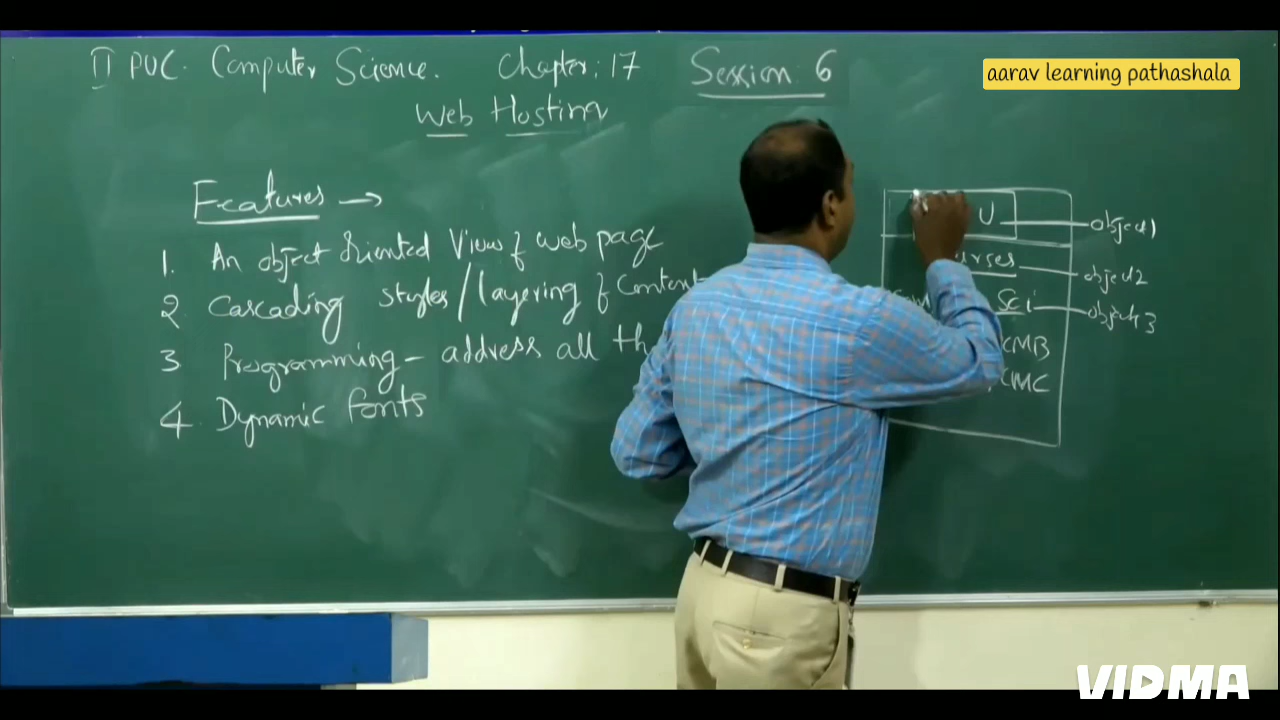 II PUC. Computer Science. Chapter: 17 Session: 6
aarav learning pathashala
Web Hosting
Features →
1. An object Oriented View of web page
2 Cascading styles/layering of Content
3 Programming - address all th
4 Dynamic fonts
U object1
urses object2
Sci object3
CMB
CMC
VIDMA